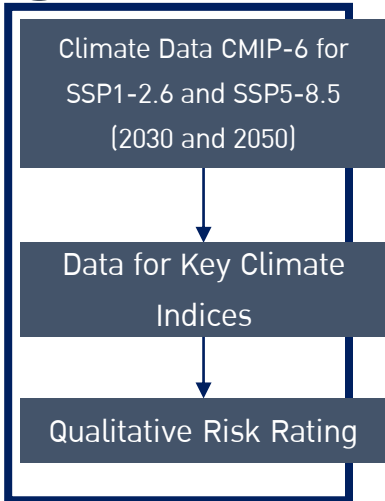 Climate Data CMIP-6 for
SSP1-2.6 and SSP5-8.5
(2030 and 2050)
Data for Key Climate
Indices
Qualitative Risk Rating